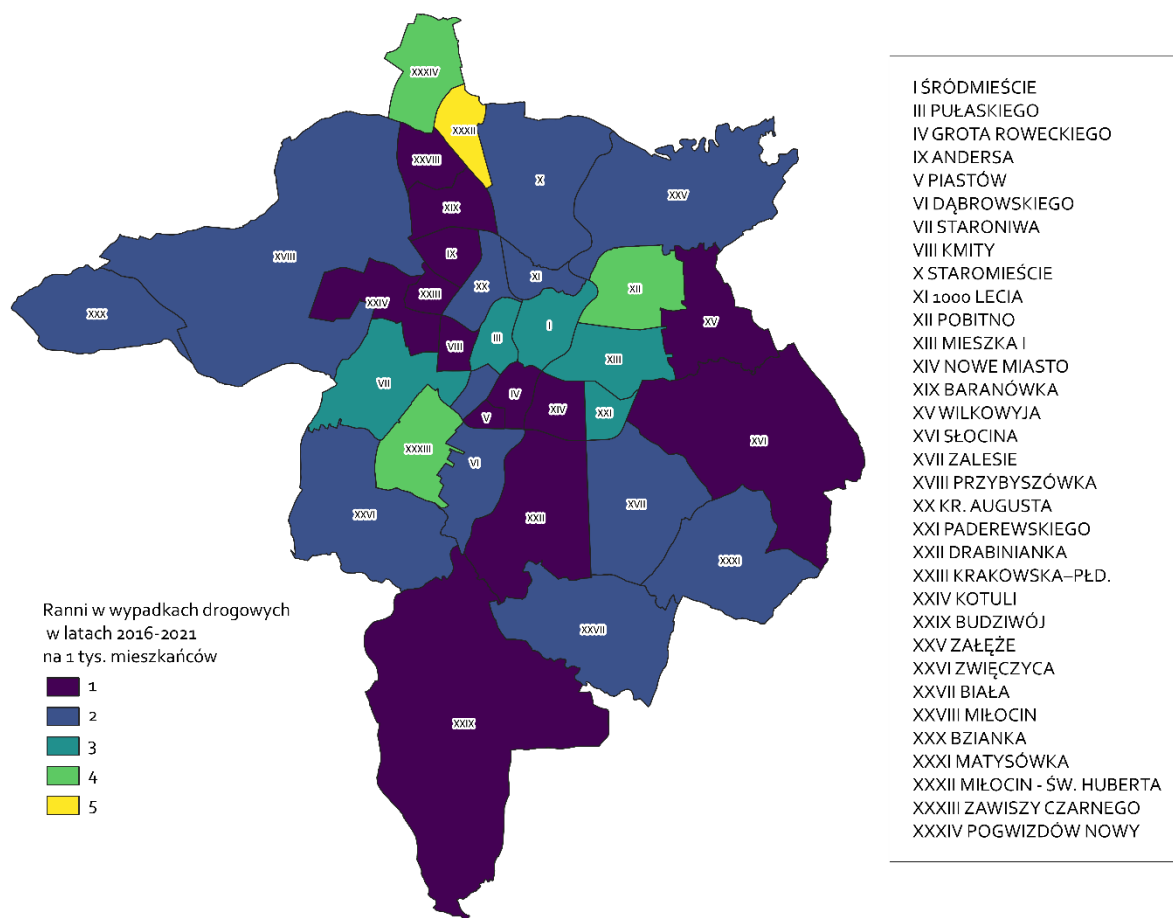 XXXIV
XXXII
XXVIII
X
XXV
XIX
IX
XVIII
XI
XX
XII
XXX
XXIV
XXIII
XV
I
III
VIII
XIII
VII
IV
V
XIV
XXI
XVI
XXXIII
VI
XXVI
XXII
XVII
XXXI
XXVII
XXIX
Ranni w wypadkach drogowych
w latach 2016-2021
na 1 tys. mieszkańców
1
2
3
4
5
I ŚRÓDMIEŚCIE
III PUŁASKIEGO
IV GROTA ROWECKIEGO
IX ANDERSA
V PIASTÓW
VI DĄBROWSKIEGO
VII STARONIWA
VIII KMITY
X STAROMIEŚCIE
XI 1000 LECIA
XII POBITNO
XIII MIESZKA I
XIV NOWE MIASTO
XIX BARANÓWKA
XV WILKOWYJA
XVI SŁOCINA
XVII ZALESIE
XVIII PRZYBYSZÓWKA
XX KR. AUGUSTA
XXI PADEREWSKIEGO
XXII DRABINIANKA
XXIII KRAKOWSKA–PŁD.
XXIV KOTULI
XXIX BUDZIWÓJ
XXV ZAŁĘŻE
XXVI ZWIĘCZYCA
XXVII BIAŁA
XXVIII MIŁOCIN
XXX BZIANKA
XXXI MATYSÓWKA
XXXII MIŁOCIN - ŚW. HUBERTA
XXXIII ZAWISZY CZARNEGO
XXXIV POGWIZDÓW NOWY